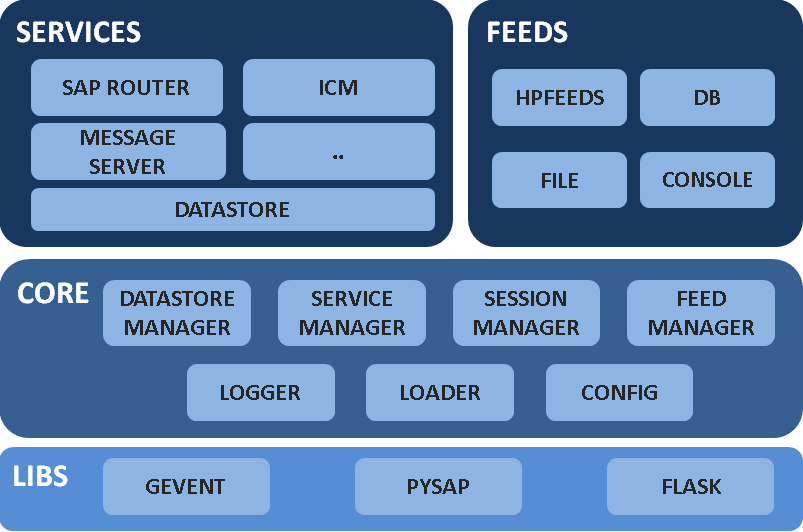 SERVICES
SAP ROUTER
ICM
MESSAGE
SERVER
..
DATASTORE
FEEDS
HPFEEDS
DB
FILE
CONSOLE
CORE
DATASTORE
MANAGER
SERVICE
MANAGER
SESSION
MANAGER
FEED
MANAGER
LOGGER
LOADER
CONFIG
LIBS
GEVENT
PYSAP
FLASK